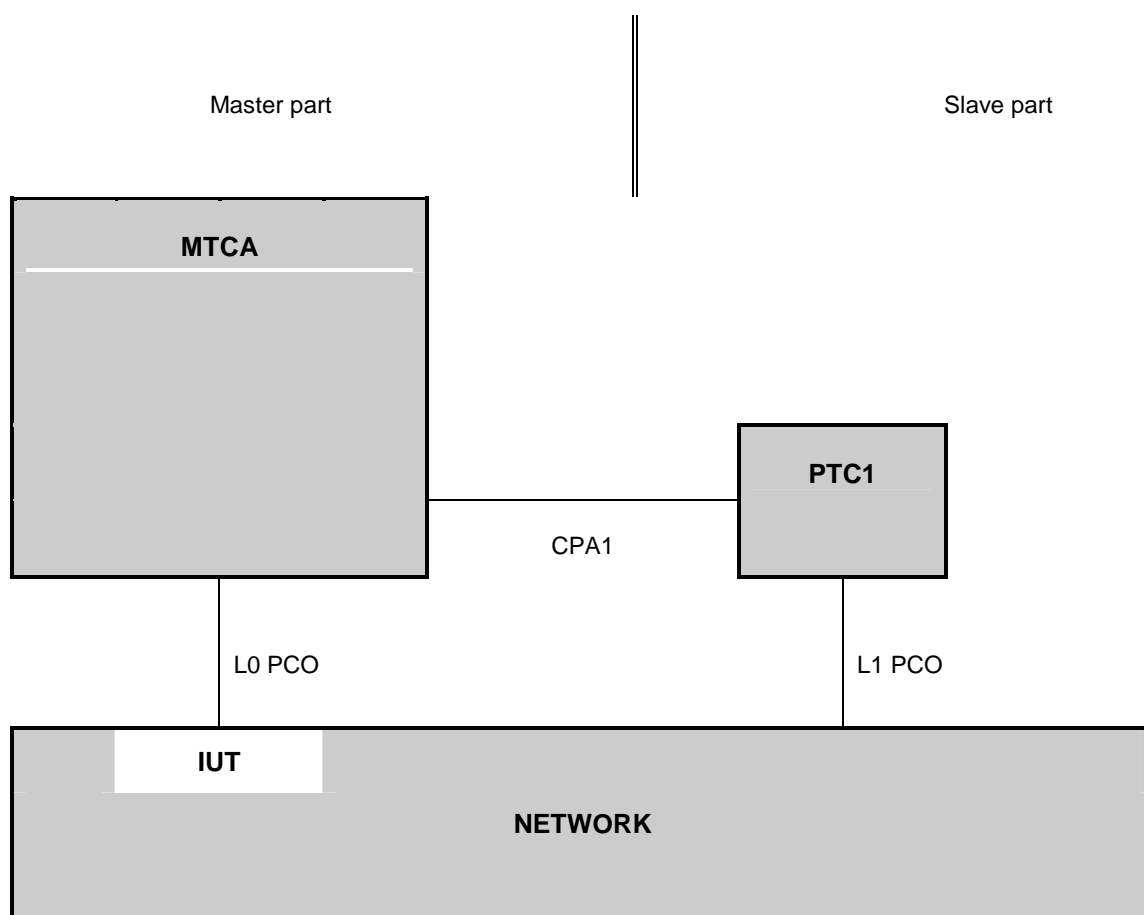 Master part
Slave part
MTCA
PTC1
CPA1
L0 PCO
L1 PCO
IUT
NETWORK